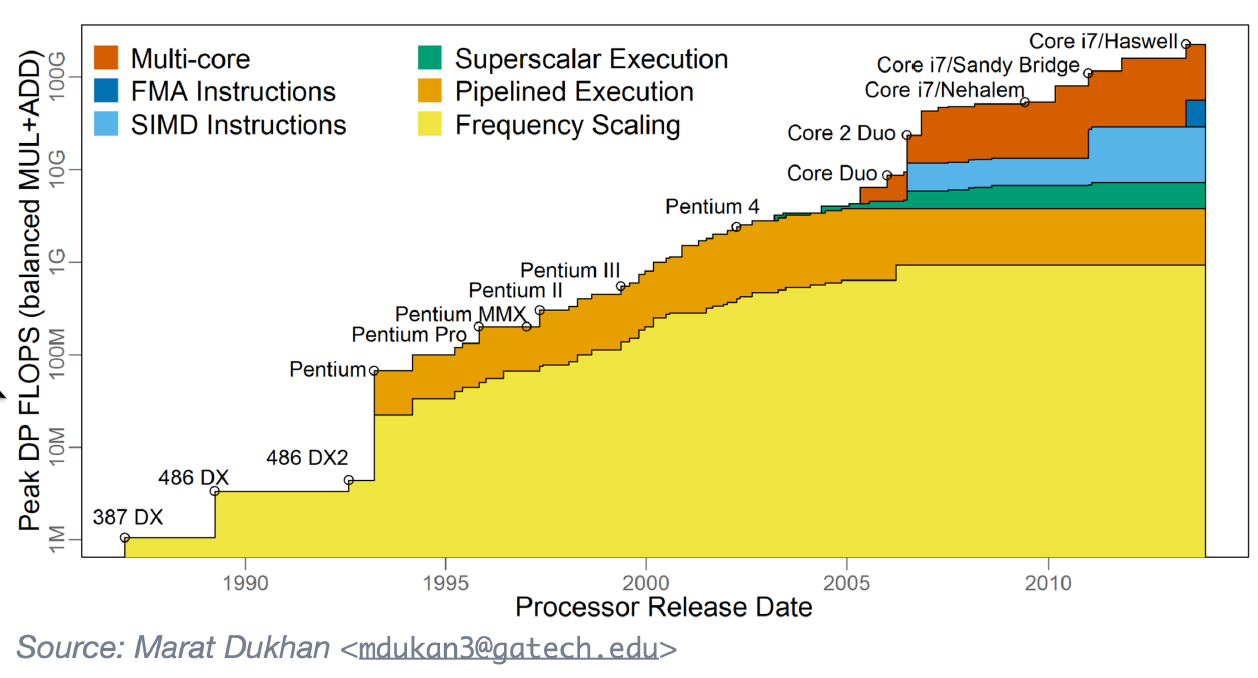 Peak DP FLOPS (balanced MUL+ADD)
100G
10G
1G
100M
10M
1M
Multi-core
FMA Instructions
SIMD Instructions
Superscalar Execution
Pipelined Execution
Frequency Scaling
Core i7/Haswell
Core i7/Sandy Bridge
Core i7/Nehalem
Core 2 Duo
Core Duo
Pentium 4
Pentium III
Pentium II
Pentium MMX
Pentium Pro
Pentium
486 DX2
486 DX
387 DX
1990 1995 2000 2005 2010
Processor Release Date
Source: Marat Dukhan <mdukan3@gatech.edu>